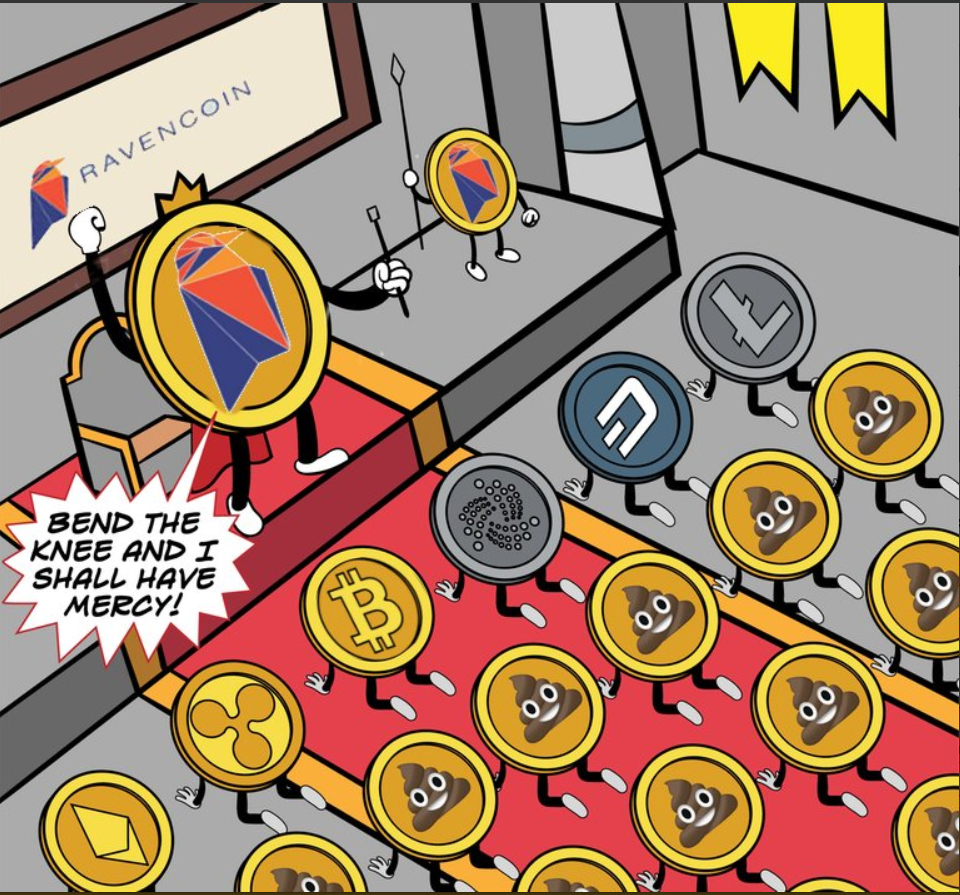 RAVENCOIN
BEND THE
KNEE AND I
SHALL HAVE
MERCY!